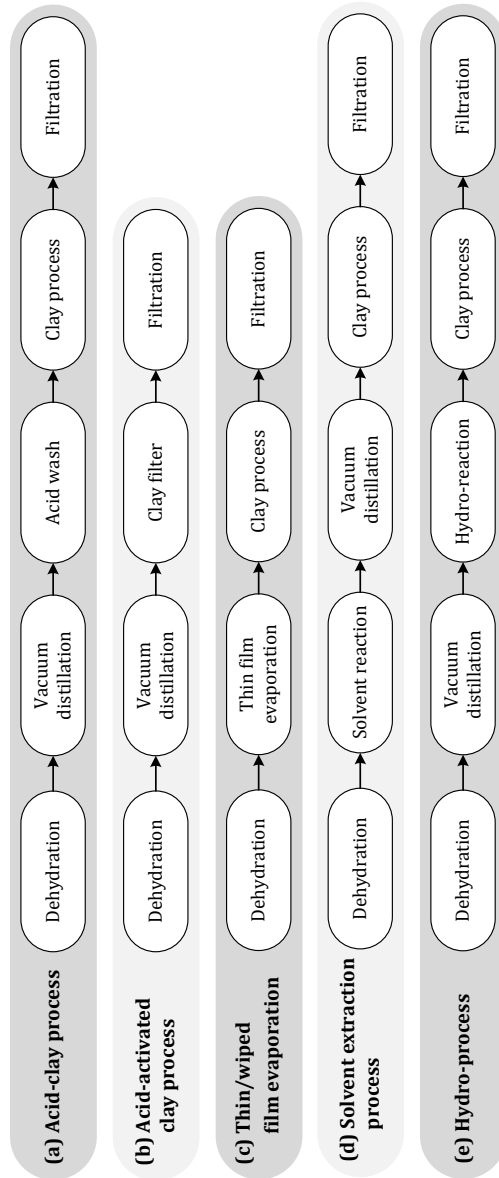 (a) Acid-clay process
Dehydration
Vacuum
distillation
Acid wash
Clay process
Filtration
(b) Acid-activated
clay process
Dehydration
Vacuum
distillation
Clay filter
Filtration
(c) Thin/wiped
film evaporation
Dehydration
Thin film
evaporation
Clay process
Filtration
(d) Solvent extraction
process
Dehydration
Solvent reaction
Vacuum
distillation
Clay process
Filtration
(e) Hydro-process
Dehydration
Vacuum
distillation
Hydro-reaction
Clay process
Filtration